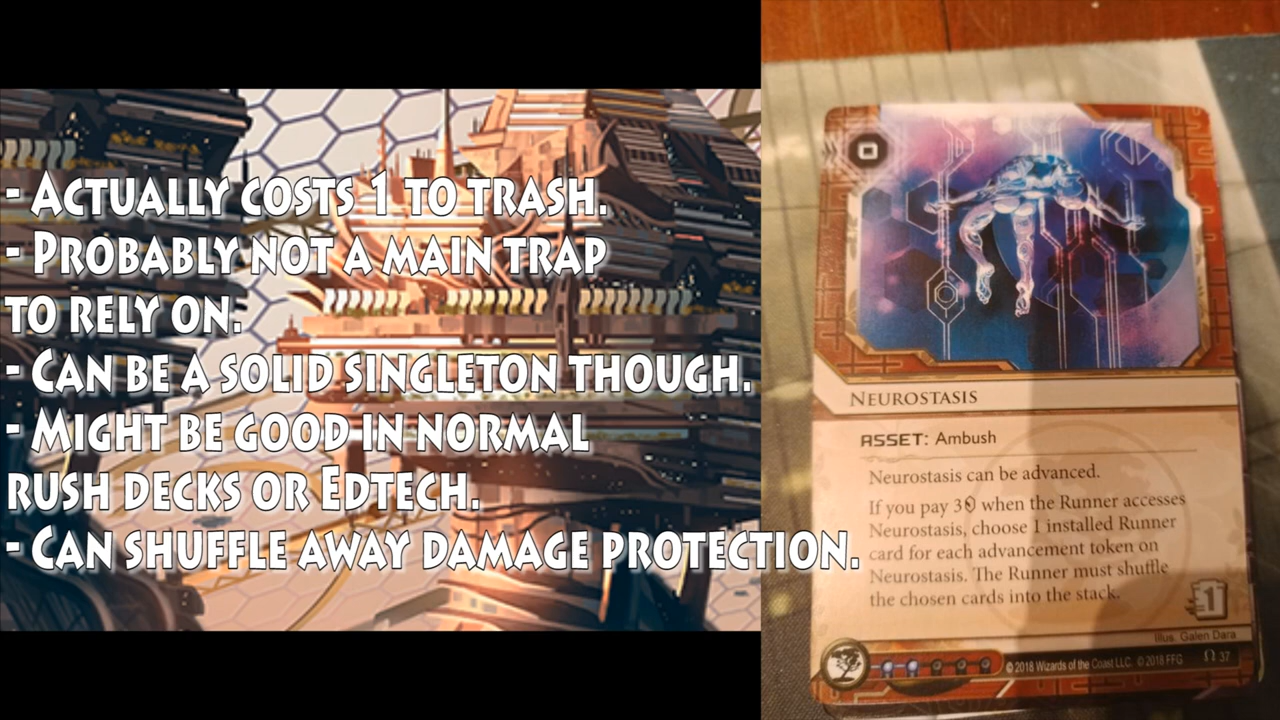 - Actually costs 1 to trash.
- Probably not a main trap
to rely on.
- Can be a solid singleton though.
- Might be good in normal
rush decks or Edtech.
- Can shuffle away damage protection.
0
Neurostasis
ASSET: Ambush
Neurostasis can be advanced.
If you pay 3 when the Runner accesses
Neurostasis, choose 1 installed Runner
card for each advancement token on
Neurostasis. The Runner must shuffle
the chosen cards into the stack.
1
Illus. Galen Dara
© 2018 Wizards of the Coast LLC. © 2018 FFG
37